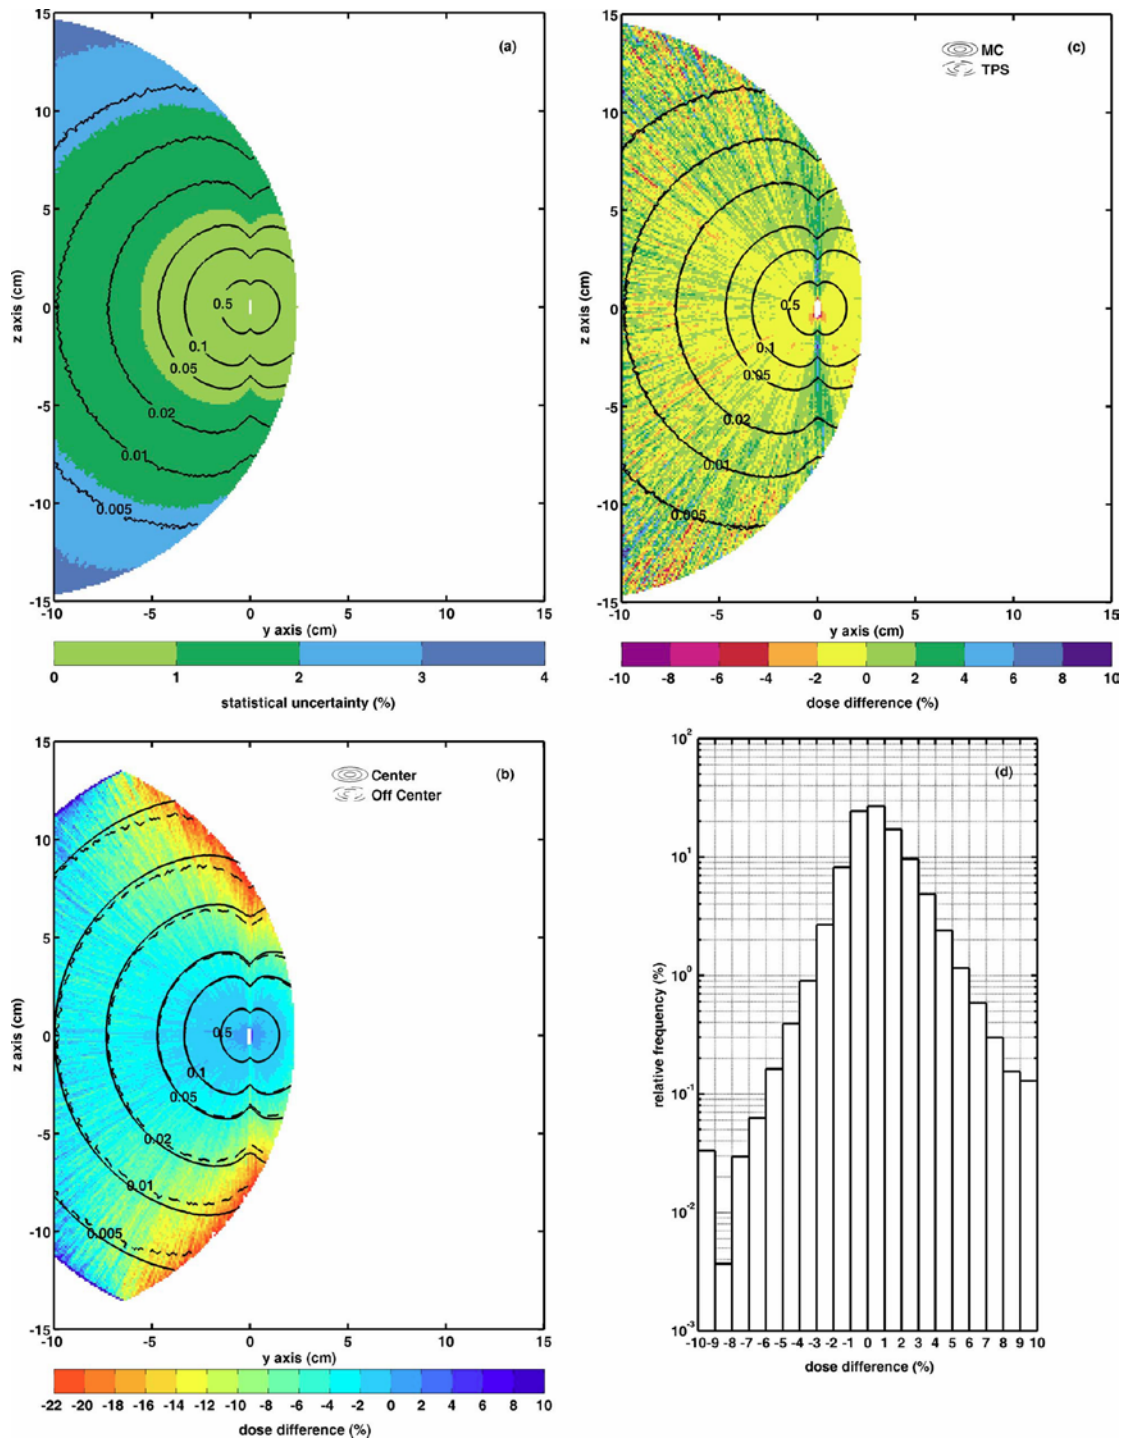 15
(a)
10
5
0
-5
-10
-15
z axis (cm)
0.5
0.1
0.05
0.02
0.01
0.005
-10 -5 0 5 10 15
y axis (cm)
0 1 2 3 4
statistical uncertainty (%)
15
MC
TPS
(c)
10
5
0
-5
-10
-15
z axis (cm)
0.5
0.1
0.05
0.02
0.01
0.005
-10 -5 0 5 10 15
y axis (cm)
-10 -8 -6 -4 -2 0 2 4 6 8 10
dose difference (%)
15
Center
Off Center
(b)
10
5
0
-5
-10
-15
z axis (cm)
0.5
0.1
0.05
0.02
0.01
0.005
-10 -5 0 5 10 15
y axis (cm)
-22 -20 -18 -16 -14 -12 -10 -8 -6 -4 -2 0 2 4 6 8 10
dose difference (%)
10²
(d)
10¹
10⁰
10⁻¹
10⁻²
10⁻³
relative frequency (%)
-10 -9 -8 -7 -6 -5 -4 -3 -2 -1 0 1 2 3 4 5 6 7 8 9 10
dose difference (%)